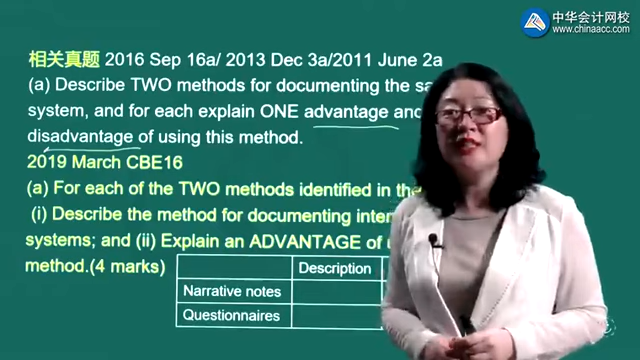 中华会计网校
www.chinaacc.com
相关真题 2016 Sep 16a/ 2013 Dec 3a/2011 June 2a
(a) Describe TWO methods for documenting the
system, and for each explain ONE advantage and
disadvantage of using this method.
2019 March CBE16
(a) For each of the TWO methods identified in the
(i) Describe the method for documenting
systems; and (ii) Explain an ADVANTAGE of
method.(4 marks)
Description
Narrative notes
Questionnaires